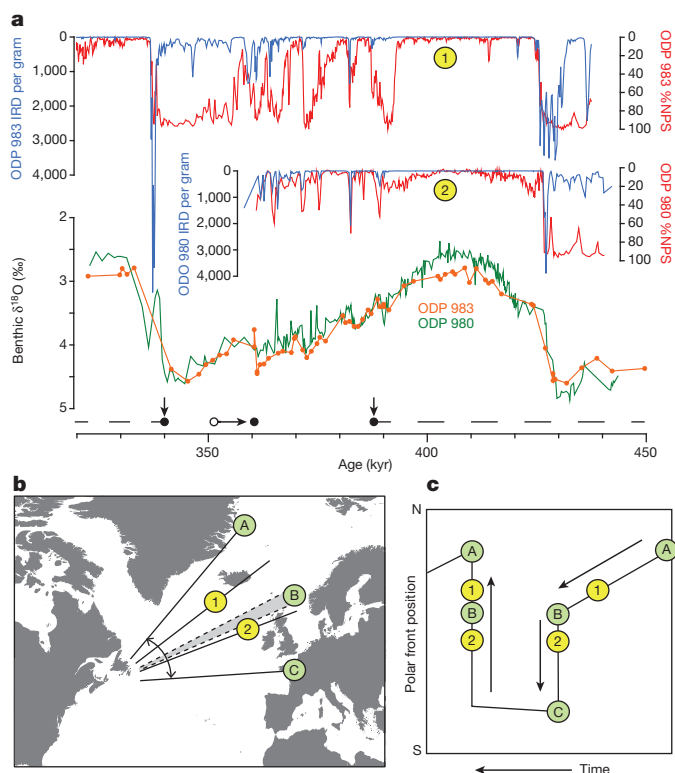 a
0
1,000
2,000
3,000
4,000
ODP 983 IRD per gram
0
20
40
60
80
100
ODP 983 %NPS
1
0
1,000
2,000
3,000
4,000
ODO 980 IRD per gram
0
20
40
60
80
100
ODP 980 %NPS
2
2
3
4
5
Benthic δ18O (‰)
ODP 983
ODP 980
350
400
450
Age (kyr)
b
A
1
B
2
C
c
N
S
Polar front position
A
1
B
2
A
1
B
2
C
Time